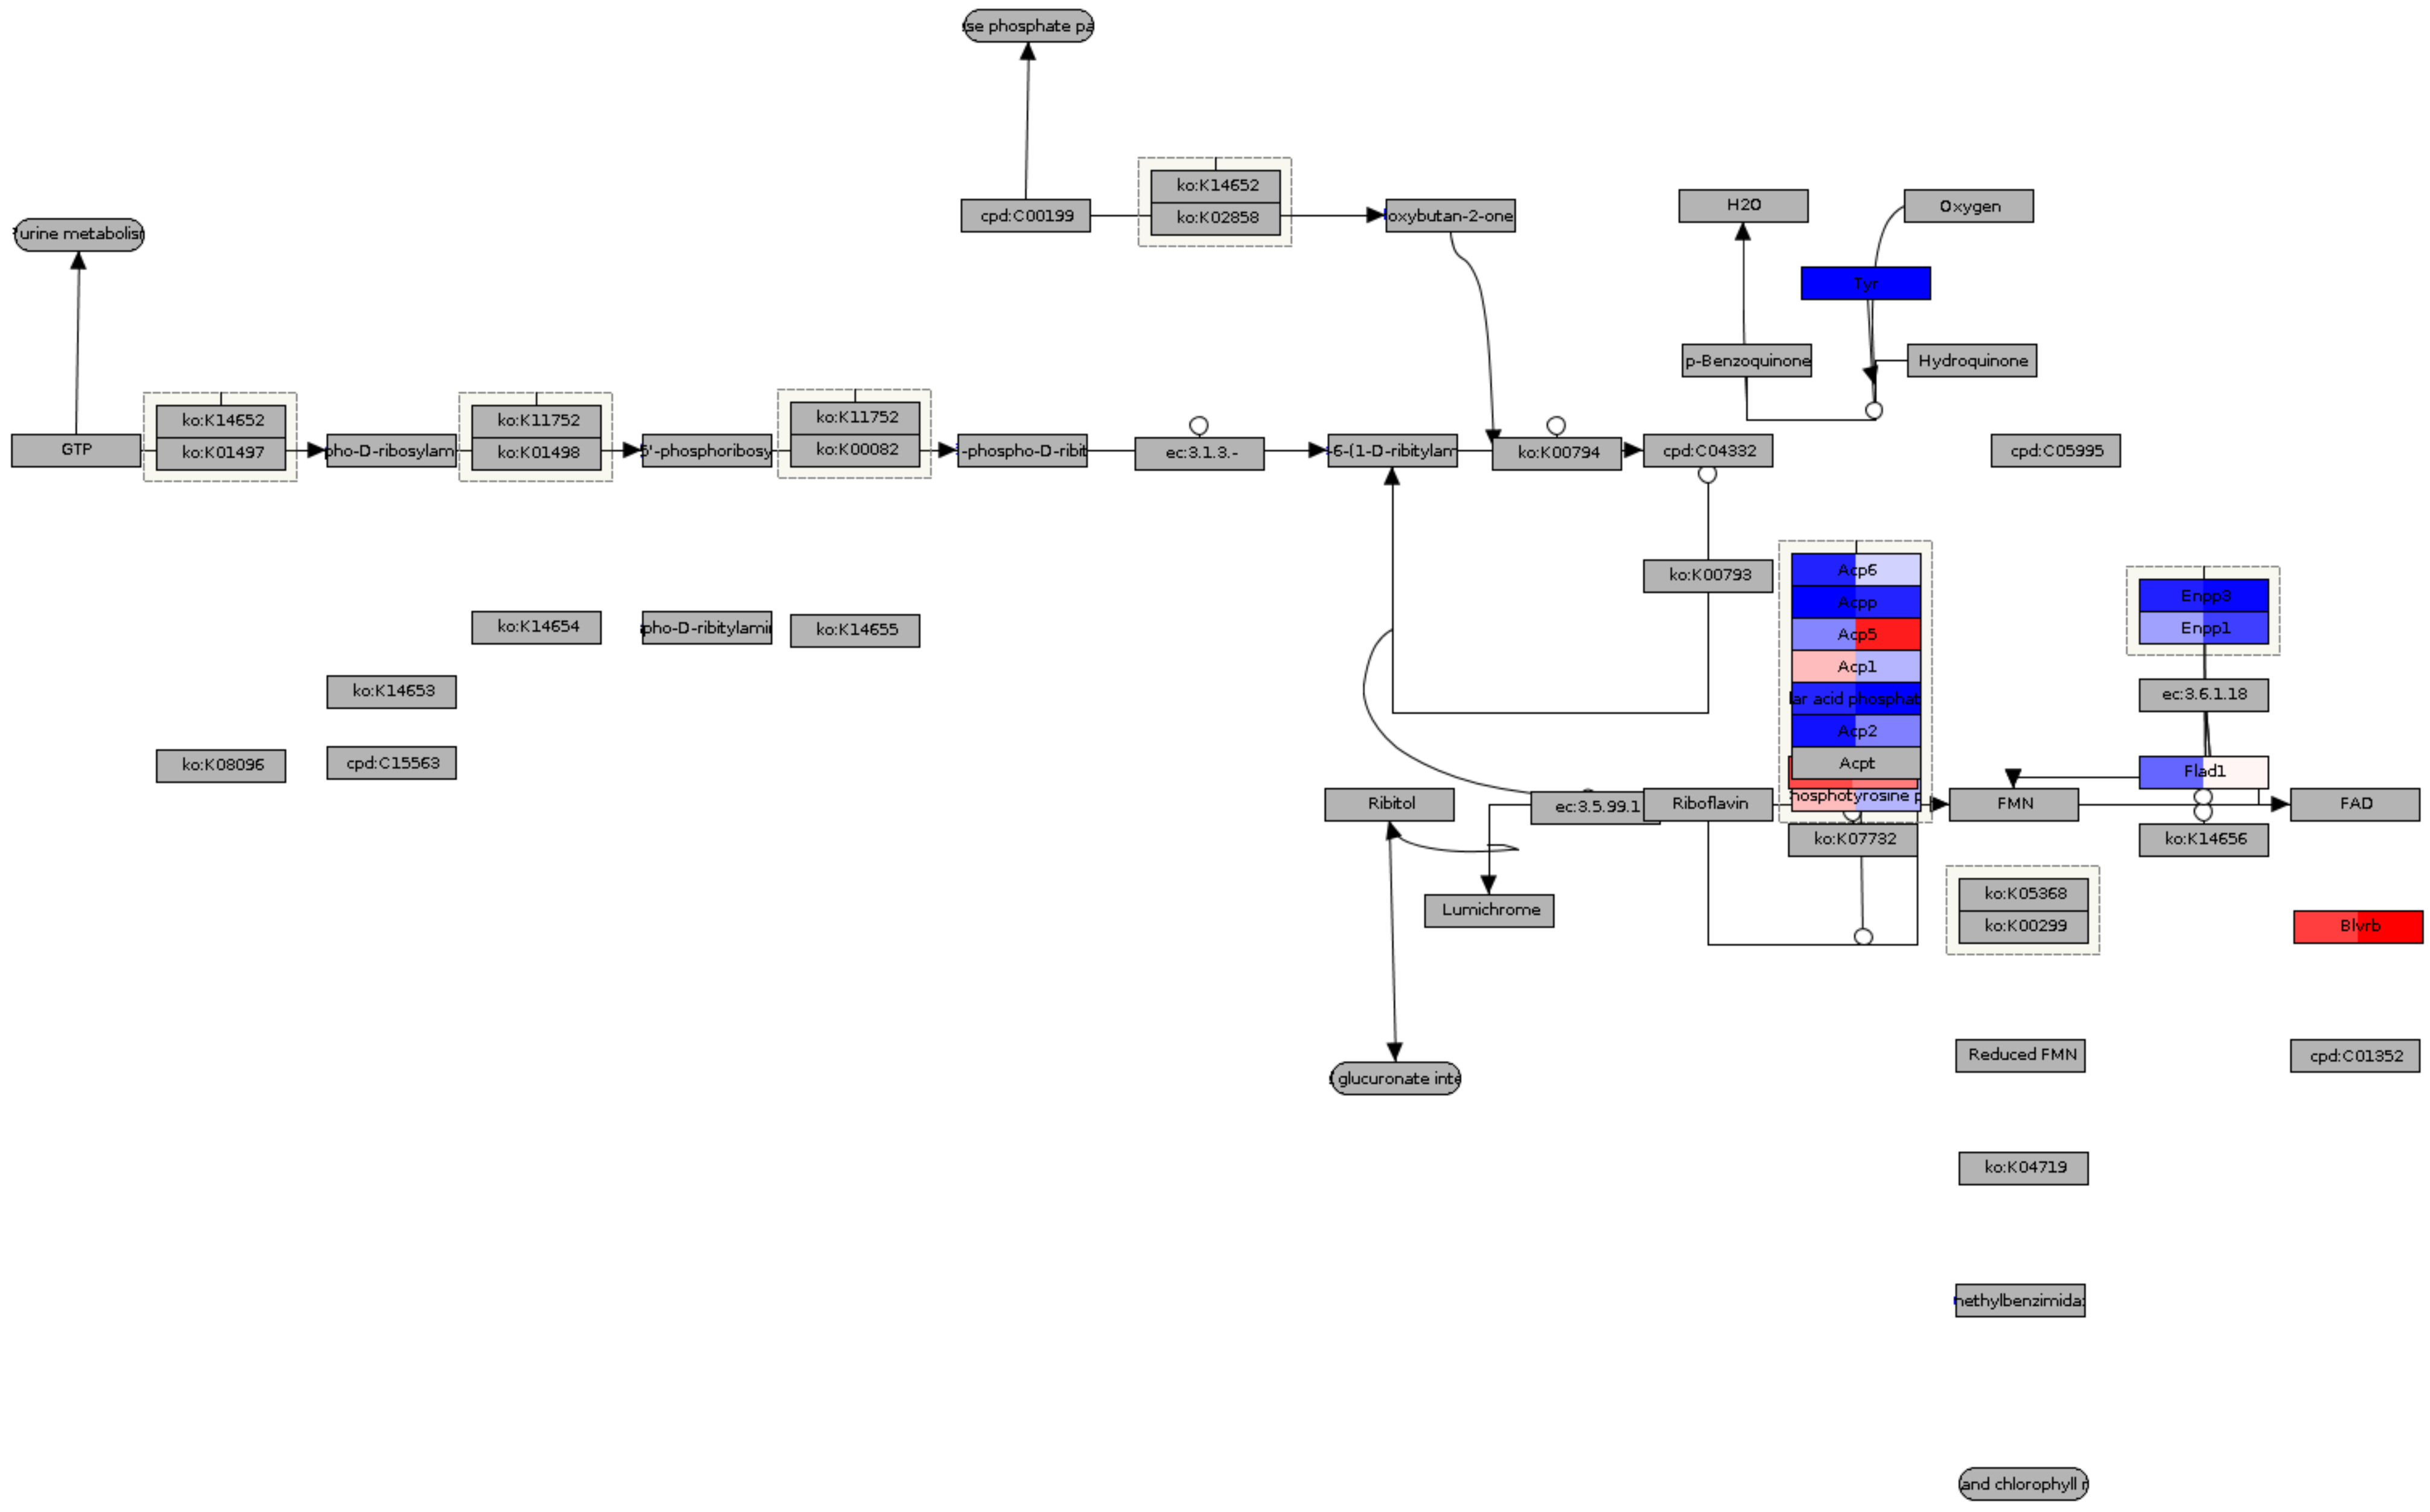 se phosphate pa
ko:K14652
cpd:C00199
ko:K02858
oxybutan-2-one
H2O
Oxygen
urine metabolis
Tyr
p-Benzoquinone
Hydroquinone
ko:K14652
ko:K11752
ko:K11752
GTP
ko:K01497
pho-D-ribosylam
ko:K01498
5'-phosphoribosy
ko:K00082
-phospho-D-ribit
ec:3.1.3.-
-6-(1-D-ribitylam
ko:K00794
cpd:C04332
cpd:C05995
Acp6
ko:K00793
Acpp
Enpp3
Acp5
Enpp1
ko:K14654
pho-D-ribitylami
ko:K14655
Acp1
ko:K14653
lar acid phosphat
ec:3.6.1.18
Acp2
ko:K08096
cpd:C15563
Acpt
Flad1
hosphotyrosine p
Ribitol
ec:3.5.99.1
Riboflavin
FMN
FAD
ko:K07732
ko:K14656
Lumichrome
ko:K05368
ko:K00299
Blvrb
glucuronate inte
Reduced FMN
cpd:C01352
ko:K04719
nethylbenzimida
and chlorophyll